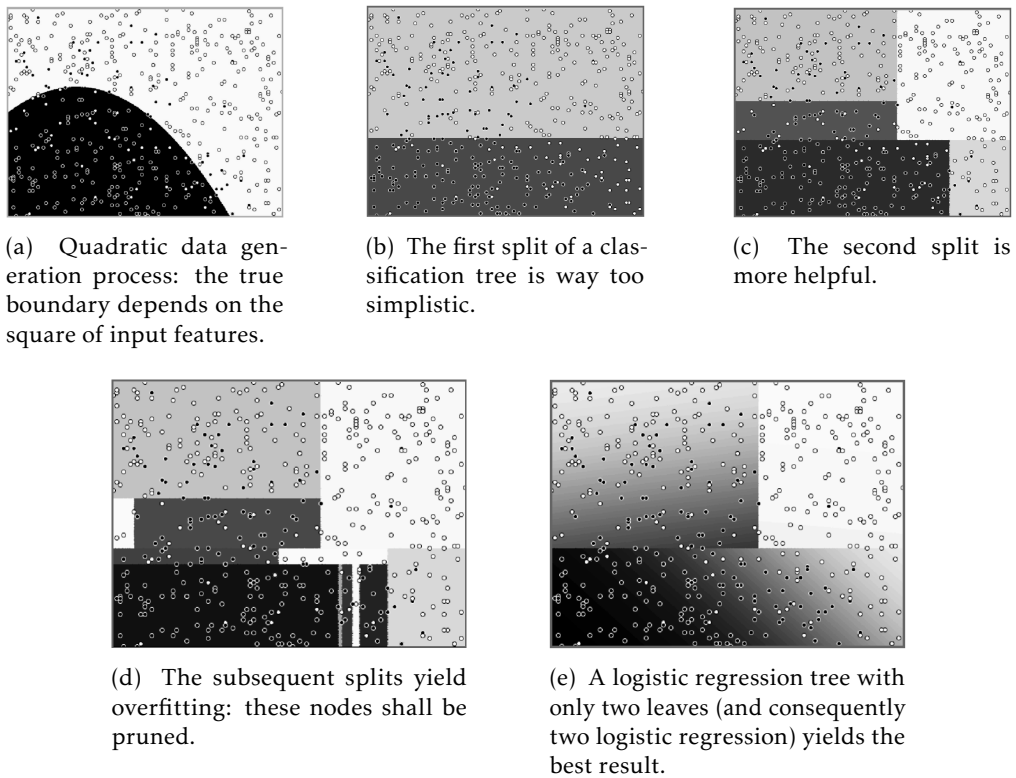 (a) Quadratic data gen-
eration process: the true
boundary depends on the
square of input features.
(b) The first split of a clas-
sification tree is way too
simplistic.
(c) The second split is
more helpful.
(d) The subsequent splits yield
overfitting: these nodes shall be
pruned.
(e) A logistic regression tree with
only two leaves (and consequently
two logistic regression) yields the
best result.